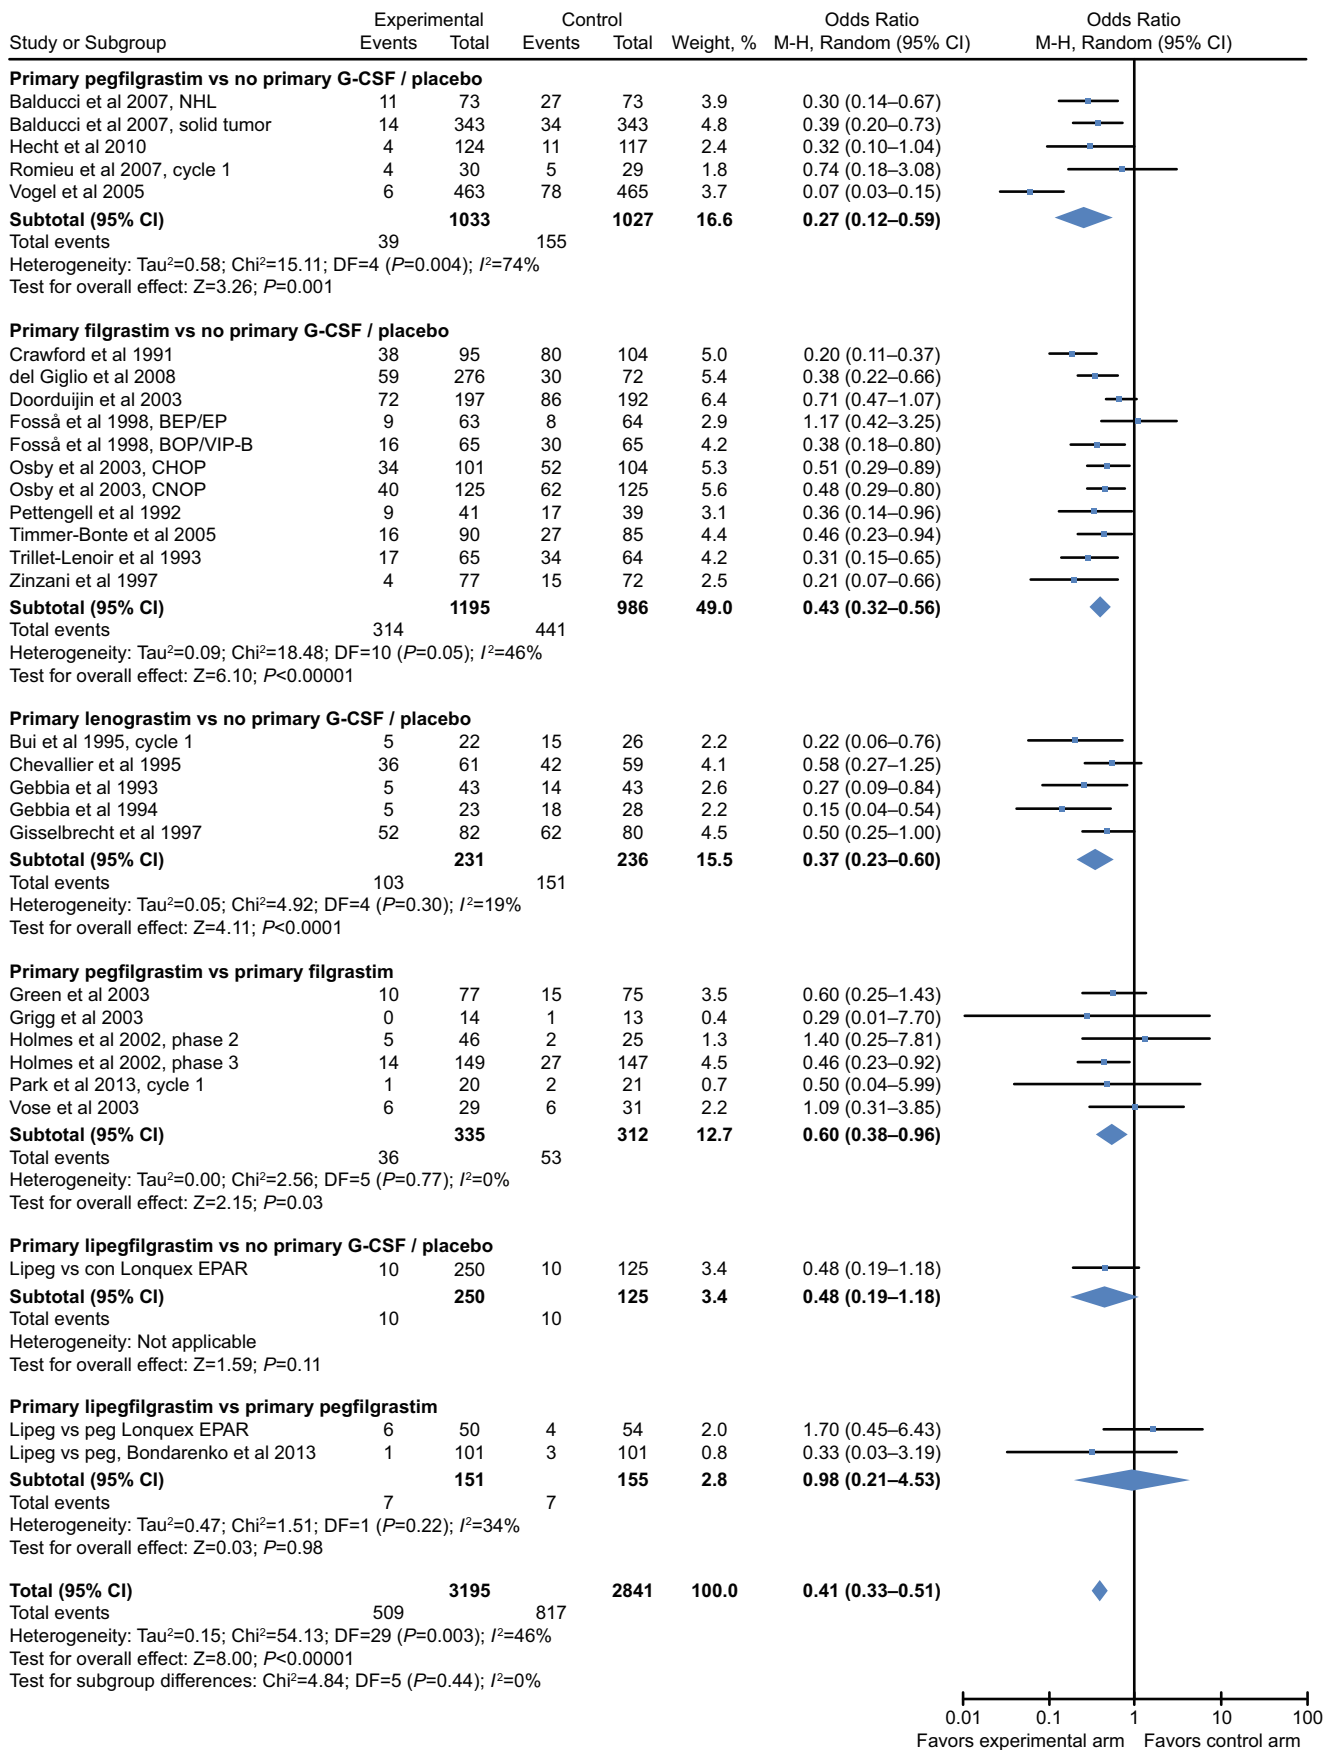 Experimental Control Odds Ratio Odds Ratio
Study or Subgroup Events Total Events Total Weight, % M-H, Random (95% CI) M-H, Random (95% CI)
Primary pegfilgrastim vs no primary G-CSF / placebo
Balducci et al 2007, NHL 11 73 27 73 3.9 0.30 (0.14–0.67)
Balducci et al 2007, solid tumor 14 343 34 343 4.8 0.39 (0.20–0.73)
Hecht et al 2010 4 124 11 117 2.4 0.32 (0.10–1.04)
Romieu et al 2007, cycle 1 4 30 5 29 1.8 0.74 (0.18–3.08)
Vogel et al 2005 6 463 78 465 3.7 0.07 (0.03–0.15)
Subtotal (95% CI) 1033 1027 16.6 0.27 (0.12–0.59)
Total events 39 155
Heterogeneity: Tau²=0.58; Chi²=15.11; DF=4 (P=0.004); I²=74%
Test for overall effect: Z=3.26; P=0.001
Primary filgrastim vs no primary G-CSF / placebo
Crawford et al 1991 38 95 80 104 5.0 0.20 (0.11–0.37)
del Giglio et al 2008 59 276 30 72 5.4 0.38 (0.22–0.66)
Doorduijin et al 2003 72 197 86 192 6.4 0.71 (0.47–1.07)
Fosså et al 1998, BEP/EP 9 63 8 64 2.9 1.17 (0.42–3.25)
Fosså et al 1998, BOP/VIP-B 16 65 30 65 4.2 0.38 (0.18–0.80)
Osby et al 2003, CHOP 34 101 52 104 5.3 0.51 (0.29–0.89)
Osby et al 2003, CNOP 40 125 62 125 5.6 0.48 (0.29–0.80)
Pettengell et al 1992 9 41 17 39 3.1 0.36 (0.14–0.96)
Timmer-Bonte et al 2005 16 90 27 85 4.4 0.46 (0.23–0.94)
Trillet-Lenoir et al 1993 17 65 34 64 4.2 0.31 (0.15–0.65)
Zinzani et al 1997 4 77 15 72 2.5 0.21 (0.07–0.66)
Subtotal (95% CI) 1195 986 49.0 0.43 (0.32–0.56)
Total events 314 441
Heterogeneity: Tau²=0.09; Chi²=18.48; DF=10 (P=0.05); I²=46%
Test for overall effect: Z=6.10; P<0.00001
Primary lenograstim vs no primary G-CSF / placebo
Bui et al 1995, cycle 1 5 22 15 26 2.2 0.22 (0.06–0.76)
Chevallier et al 1995 36 61 42 59 4.1 0.58 (0.27–1.25)
Gebbia et al 1993 5 43 14 43 2.6 0.27 (0.09–0.84)
Gebbia et al 1994 5 23 18 28 2.2 0.15 (0.04–0.54)
Gisselbrecht et al 1997 52 82 62 80 4.5 0.50 (0.25–1.00)
Subtotal (95% CI) 231 236 15.5 0.37 (0.23–0.60)
Total events 103 151
Heterogeneity: Tau²=0.05; Chi²=4.92; DF=4 (P=0.30); I²=19%
Test for overall effect: Z=4.11; P<0.0001
Primary pegfilgrastim vs primary filgrastim
Green et al 2003 10 77 15 75 3.5 0.60 (0.25–1.43)
Grigg et al 2003 0 14 1 13 0.4 0.29 (0.01–7.70)
Holmes et al 2002, phase 2 5 46 2 25 1.3 1.40 (0.25–7.81)
Holmes et al 2002, phase 3 14 149 27 147 4.5 0.46 (0.23–0.92)
Park et al 2013, cycle 1 1 20 2 21 0.7 0.50 (0.04–5.99)
Vose et al 2003 6 29 6 31 2.2 1.09 (0.31–3.85)
Subtotal (95% CI) 335 312 12.7 0.60 (0.38–0.96)
Total events 36 53
Heterogeneity: Tau²=0.00; Chi²=2.56; DF=5 (P=0.77); I²=0%
Test for overall effect: Z=2.15; P=0.03
Primary lipegfilgrastim vs no primary G-CSF / placebo
Lipeg vs con Lonquex EPAR 10 250 10 125 3.4 0.48 (0.19–1.18)
Subtotal (95% CI) 250 125 3.4 0.48 (0.19–1.18)
Total events 10 10
Heterogeneity: Not applicable
Test for overall effect: Z=1.59; P=0.11
Primary lipegfilgrastim vs primary pegfilgrastim
Lipeg vs peg Lonquex EPAR 6 50 4 54 2.0 1.70 (0.45–6.43)
Lipeg vs peg, Bondarenko et al 2013 1 101 3 101 0.8 0.33 (0.03–3.19)
Subtotal (95% CI) 151 155 2.8 0.98 (0.21–4.53)
Total events 7 7
Heterogeneity: Tau²=0.47; Chi²=1.51; DF=1 (P=0.22); I²=34%
Test for overall effect: Z=0.03; P=0.98
Total (95% CI) 3195 2841 100.0 0.41 (0.33–0.51)
Total events 509 817
Heterogeneity: Tau²=0.15; Chi²=54.13; DF=29 (P=0.003); I²=46%
Test for overall effect: Z=8.00; P<0.00001
Test for subgroup differences: Chi²=4.84; DF=5 (P=0.44); I²=0%
0.01 0.1 1 10 100
Favors experimental arm Favors control arm